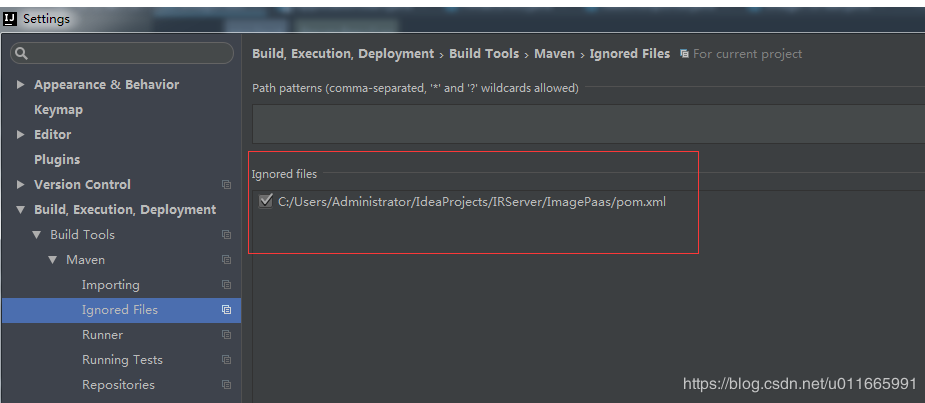 Settings
Build, Execution, Deployment › Build Tools › Maven › Ignored Files For current project
Path patterns (comma-separated, '*' and '?' wildcards allowed)
Appearance & Behavior
Keymap
Editor
Plugins
Version Control
Build, Execution, Deployment
Build Tools
Maven
Importing
Ignored Files
Runner
Running Tests
Repositories
Ignored files
C:/Users/Administrator/IdeaProjects/IRServer/ImagePaas/pom.xml
https://blog.csdn.net/u011665991